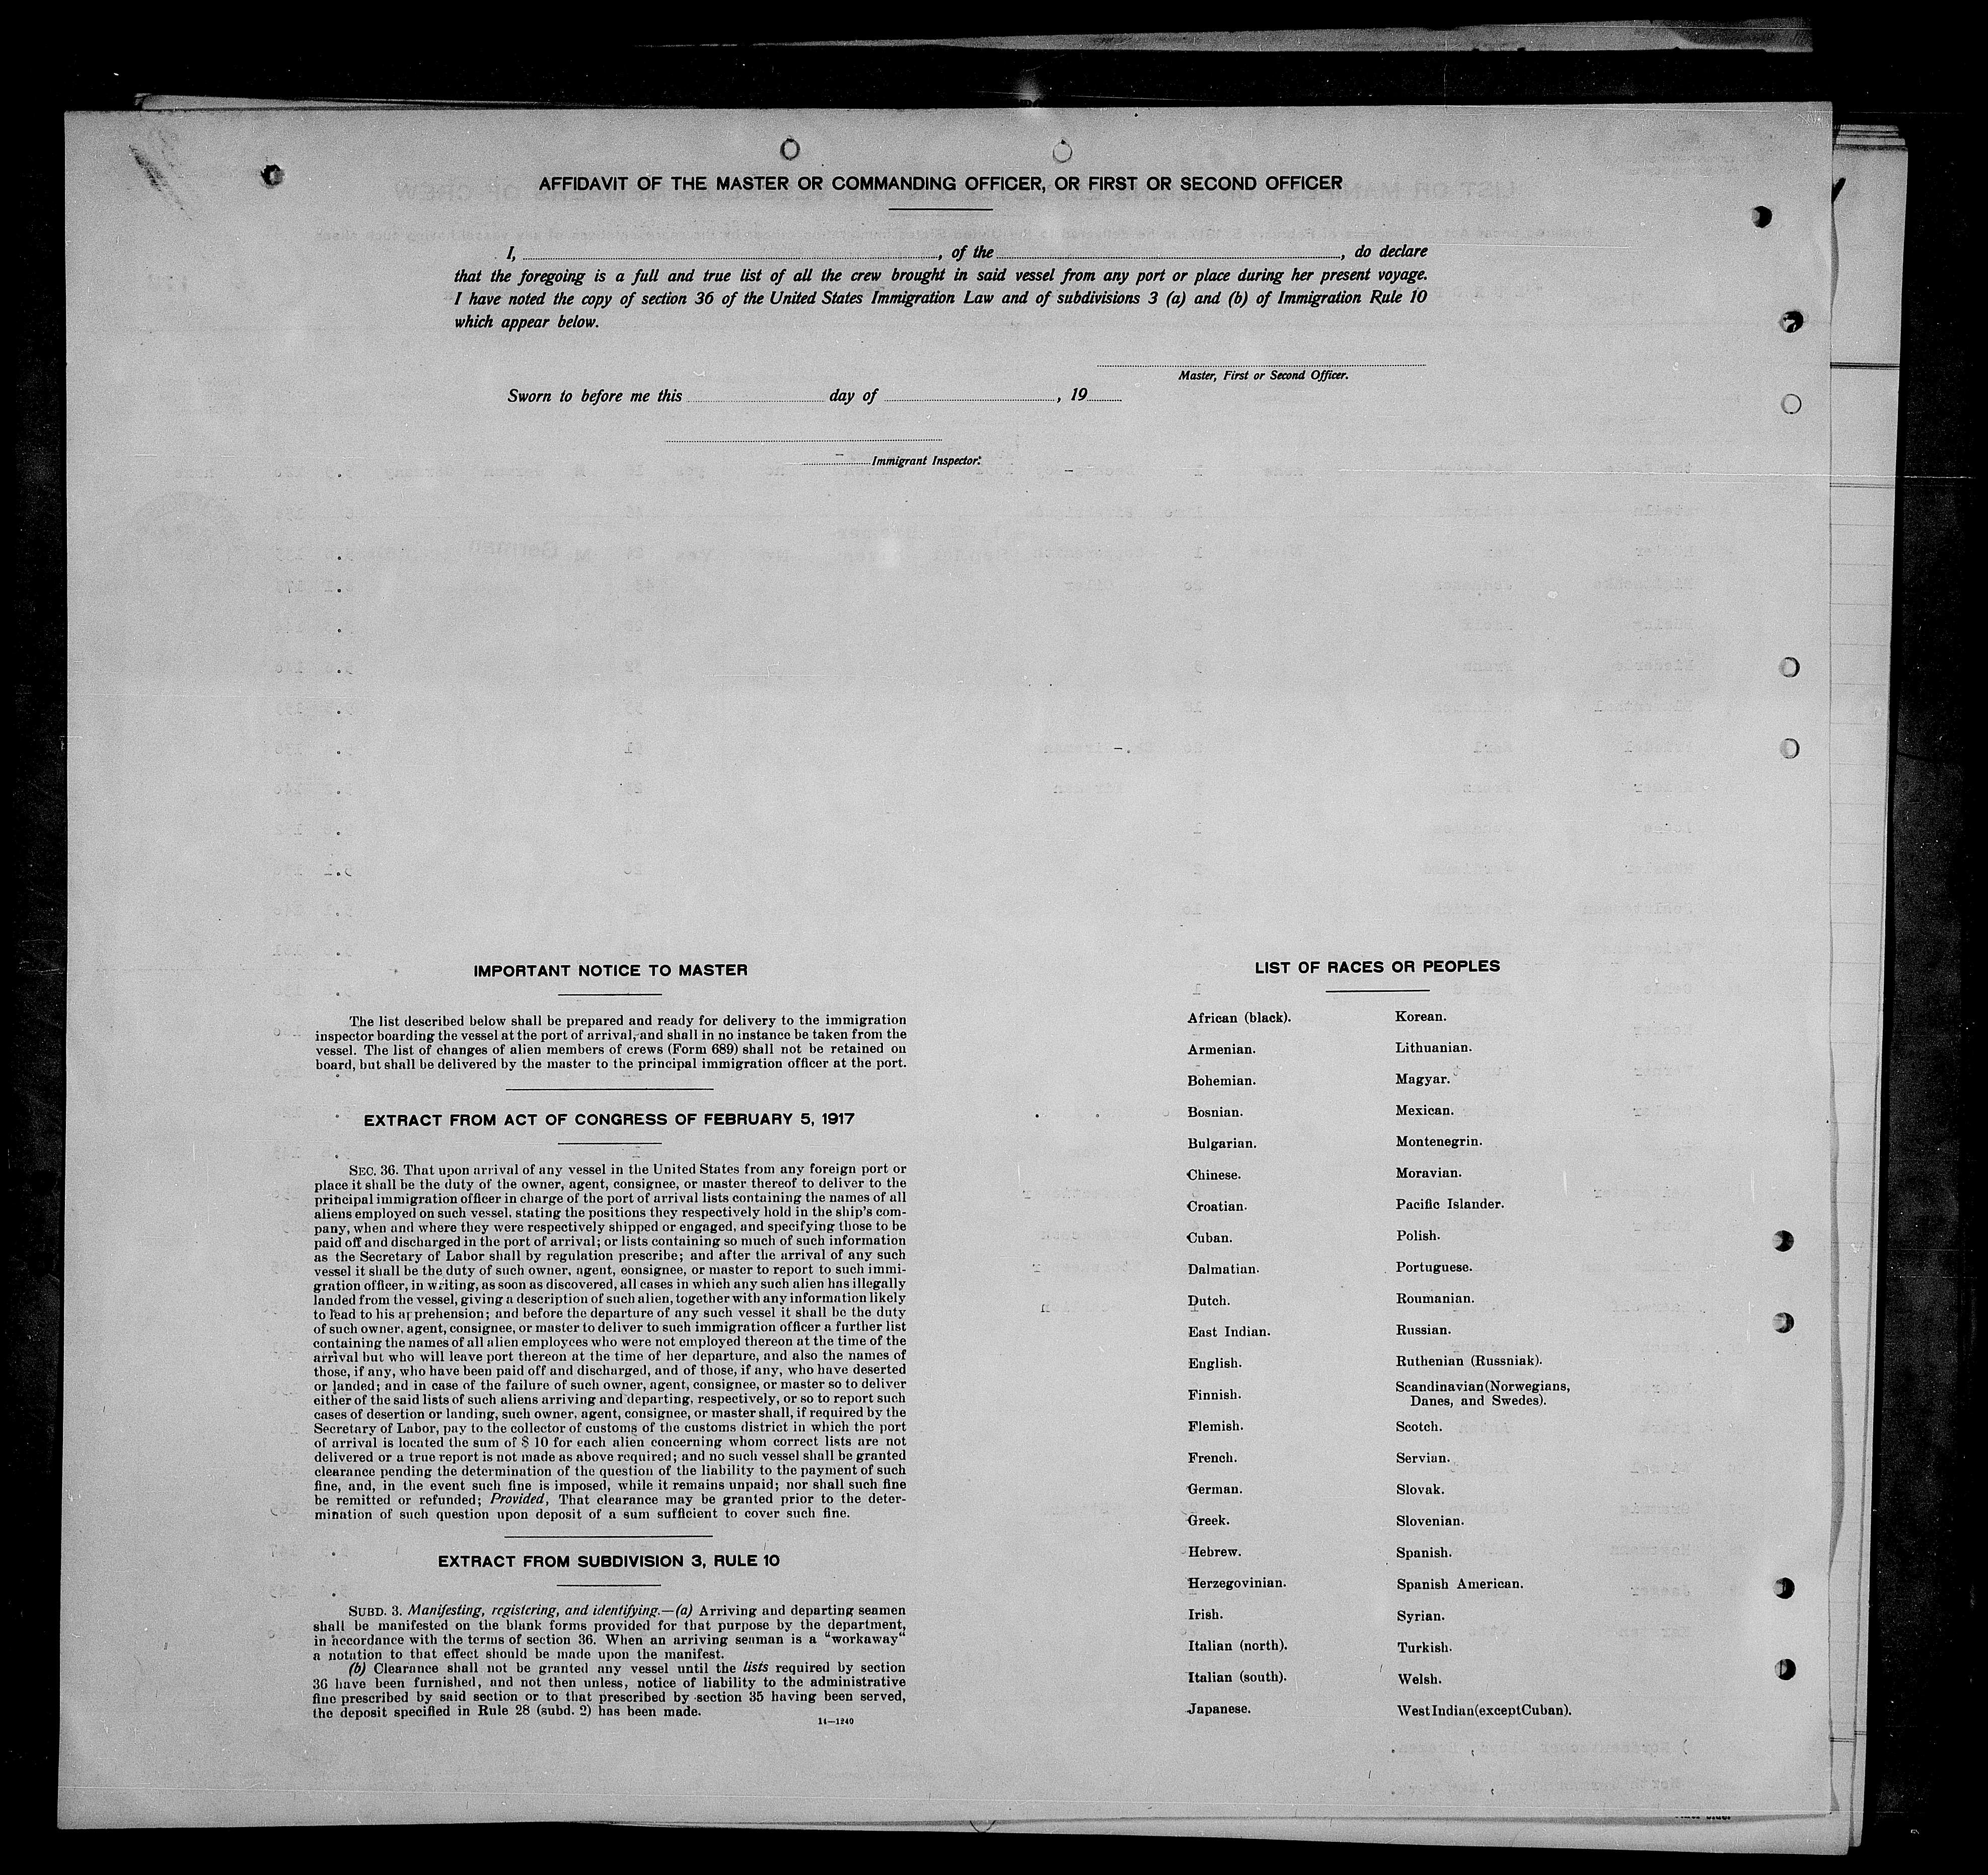 AFFIDAVIT OF THE MASTER OR COMMANDING OFFICER, OR FIRST OR SECOND OFFICER
I, , of the , do declare
that the foregoing is a full and true list of all the crew brought in said vessel from any port or place during her present voyage.
I have noted the copy of section 36 of the United States Immigration Law and of subdivisions 3 (a) and (b) of Immigration Rule 10
which appear below.
Master, First or Second Officer.
Sworn to before me this day of , 19
Immigrant Inspector.
IMPORTANT NOTICE TO MASTER
The list described below shall be prepared and ready for delivery to the immigration
inspector boarding the vessel at the port of arrival, and shall in no instance be taken from the
vessel. The list of changes of alien members of crews (Form 689) shall not be retained on
board, but shall be delivered by the master to the principal immigration officer at the port.
EXTRACT FROM ACT OF CONGRESS OF FEBRUARY 5, 1917
SEC. 36. That upon arrival of any vessel in the United States from any foreign port or
place it shall be the duty of the owner, agent, consignee, or master thereof to deliver to the
principal immigration officer in charge of the port of arrival lists containing the names of all
aliens employed on such vessel, stating the positions they respectively hold in the ship's com-
pany, when and where they were respectively shipped or engaged, and specifying those to be
paid off and discharged in the port of arrival; or lists containing so much of such information
as the Secretary of Labor shall by regulation prescribe; and after the arrival of any such
vessel it shall be the duty of such owner, agent, consignee, or master to report to such immi-
gration officer, in writing, as soon as discovered, all cases in which any such alien has illegally
landed from the vessel, giving a description of such alien, together with any information likely
to lead to his apprehension; and before the departure of any such vessel it shall be the duty
of such owner, agent, consignee, or master to deliver to such immigration officer a further list
containing the names of all alien employees who were not employed thereon at the time of the
arrival but who will leave port thereon at the time of her departure, and also the names of
those, if any, who have been paid off and discharged, and of those, if any, who have deserted
or landed; and in case of the failure of such owner, agent, consignee, or master so to deliver
either of the said lists of such aliens arriving and departing, respectively, or so to report such
cases of desertion or landing, such owner, agent, consignee, or master shall, if required by the
Secretary of Labor, pay to the collector of customs of the customs district in which the port
of arrival is located the sum of $ 10 for each alien concerning whom correct lists are not
delivered or a true report is not made as above required; and no such vessel shall be granted
clearance pending the determination of the question of the liability to the payment of such
fine, and, in the event such fine is imposed, while it remains unpaid; nor shall such fine
be remitted or refunded; Provided, That clearance may be granted prior to the deter-
mination of such question upon deposit of a sum sufficient to cover such fine.
EXTRACT FROM SUBDIVISION 3, RULE 10
SUBD. 3. Manifesting, registering, and identifying.—(a) Arriving and departing seamen
shall be manifested on the blank forms provided for that purpose by the department,
in accordance with the terms of section 36. When an arriving seaman is a "workaway"
a notation to that effect should be made upon the manifest.
(b) Clearance shall not be granted any vessel until the lists required by section
36 have been furnished, and not then unless, notice of liability to the administrative
fine prescribed by said section or to that prescribed by section 35 having been served,
the deposit specified in Rule 28 (subd. 2) has been made.
14—1240
LIST OF RACES OR PEOPLES
African (black).
Armenian.
Bohemian.
Bosnian.
Bulgarian.
Chinese.
Croatian.
Cuban.
Dalmatian.
Dutch.
East Indian.
English.
Finnish.
Flemish.
French.
German.
Greek.
Hebrew.
Herzegovinian.
Irish.
Italian (north).
Italian (south).
Japanese.
Korean.
Lithuanian.
Magyar.
Mexican.
Montenegrin.
Moravian.
Pacific Islander.
Polish.
Portuguese.
Roumanian.
Russian.
Ruthenian (Russniak).
Scandinavian (Norwegians,
Danes, and Swedes).
Scotch.
Servian.
Slovak.
Slovenian.
Spanish.
Spanish American.
Syrian.
Turkish.
Welsh.
West Indian (except Cuban).